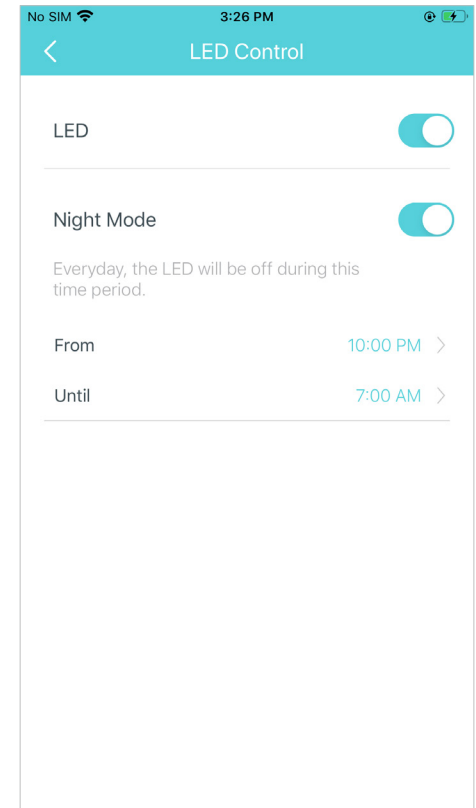 No SIM 3:26 PM
LED Control
LED
Night Mode
Everyday, the LED will be off during this
time period.
From 10:00 PM
Until 7:00 AM